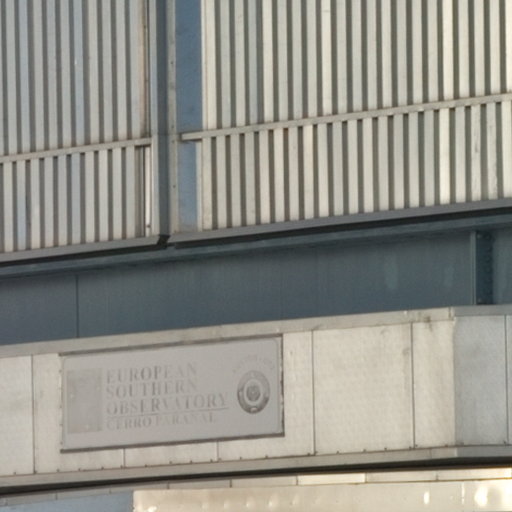 EUROPEAN
SOUTHERN
OBSERVATORY
CERRO PARANAL